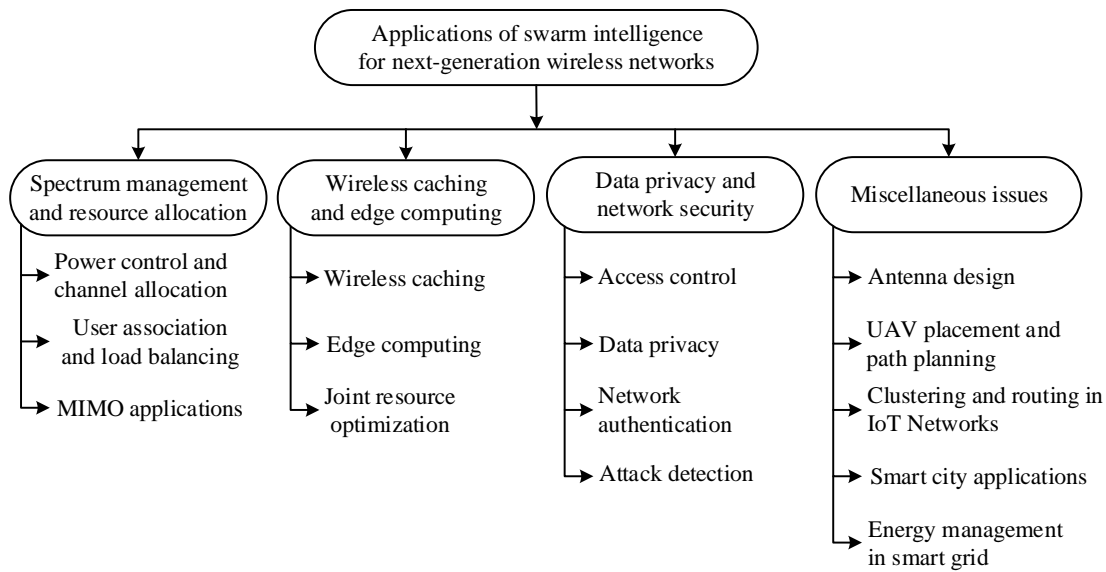 Applications of swarm intelligence
for next-generation wireless networks
Spectrum management
and resource allocation
Power control and
channel allocation
User association
and load balancing
MIMO applications
Wireless caching
and edge computing
Wireless caching
Edge computing
Joint resource
optimization
Data privacy and
network security
Access control
Data privacy
Network
authentication
Attack detection
Miscellaneous issues
Antenna design
UAV placement and
path planning
Clustering and routing in
IoT Networks
Smart city applications
Energy management
in smart grid